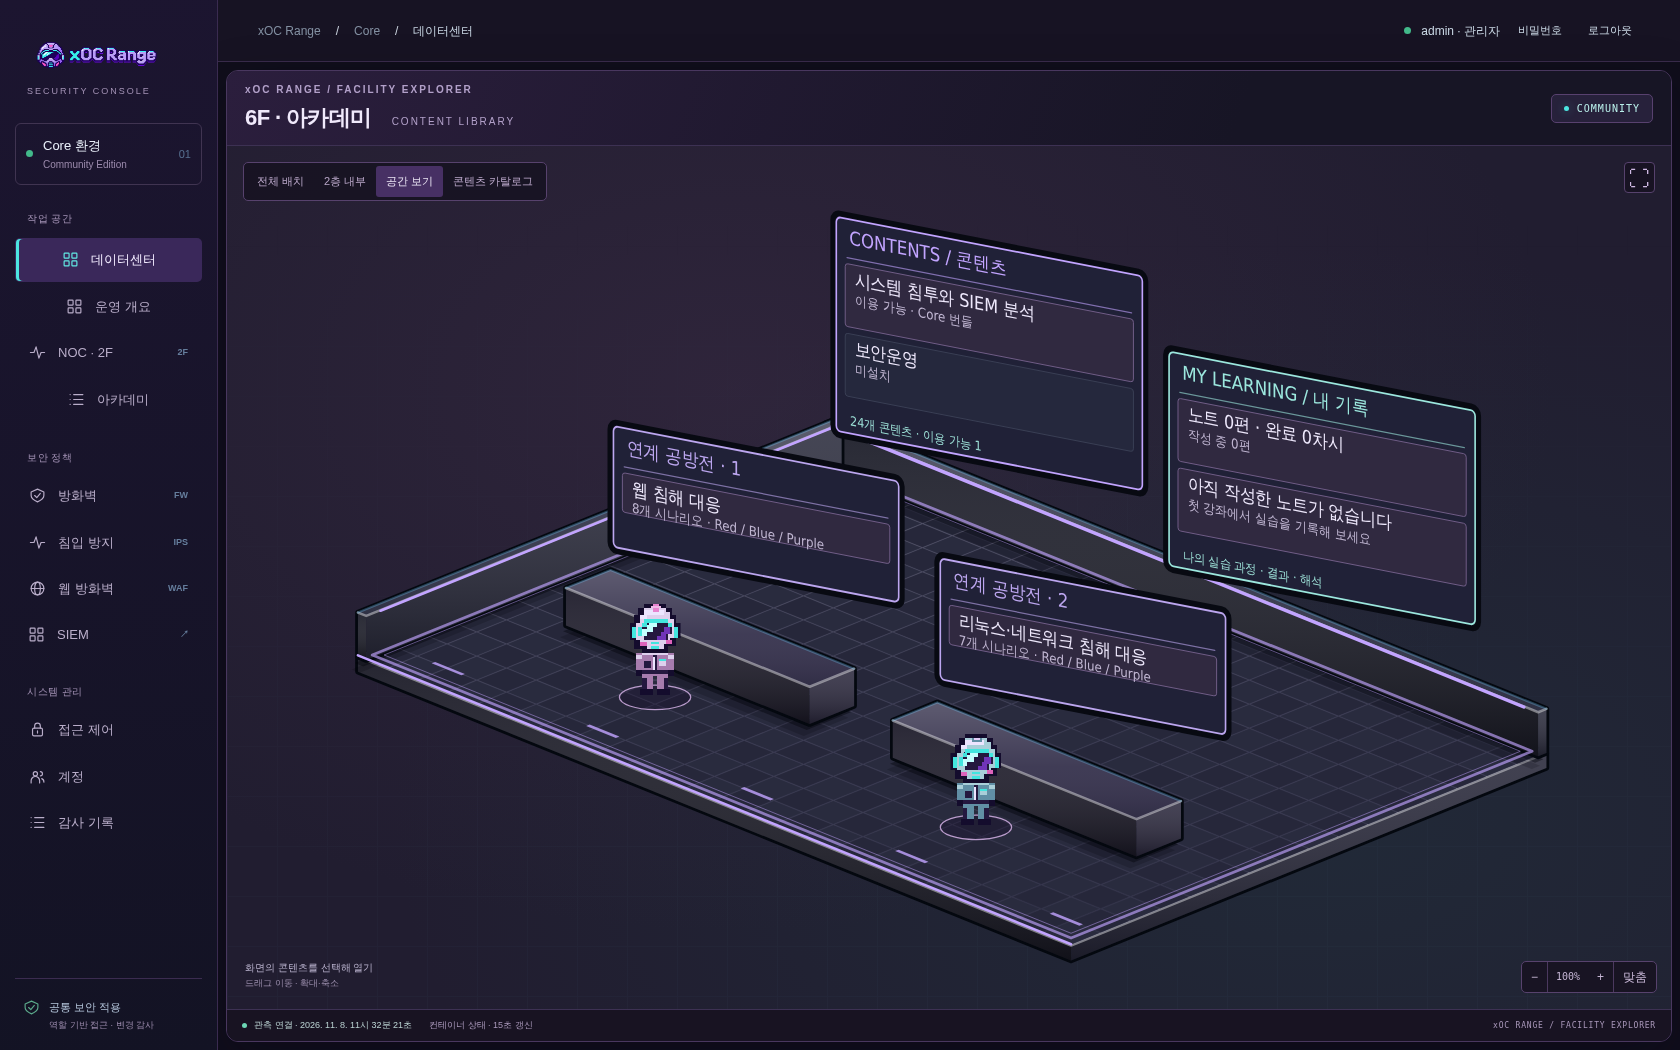 xOC Range
SECURITY CONSOLE
Core 환경
Community Edition
01
작업 공간
데이터센터
운영 개요
NOC · 2F
2F
아카데미
보안 정책
방화벽
FW
침입 방지
IPS
웹 방화벽
WAF
SIEM
시스템 관리
접근 제어
계정
감사 기록
공통 보안 적용
역할 기반 접근 · 변경 감사
xOC Range / Core / 데이터센터
admin · 관리자
비밀번호
로그아웃
xOC RANGE / FACILITY EXPLORER
6F · 아카데미
CONTENT LIBRARY
COMMUNITY
전체 배치
2층 내부
공간 보기
콘텐츠 카탈로그
CONTENTS / 콘텐츠
시스템 침투와 SIEM 분석
이용 가능 · Core 번들
보안운영
미설치
24개 콘텐츠 · 이용 가능 1
MY LEARNING / 내 기록
노트 0편 · 완료 0차시
작성 중 0편
아직 작성한 노트가 없습니다
첫 강좌에서 실습을 기록해 보세요
나의 실습 과정 · 결과 · 해석
연계 공방전 · 1
웹 침해 대응
8개 시나리오 · Red / Blue / Purple
연계 공방전 · 2
리눅스·네트워크 침해 대응
7개 시나리오 · Red / Blue / Purple
화면의 콘텐츠를 선택해 열기
드래그 이동 · 확대·축소
− 100% + 맞춤
관측 연결 · 2026. 11. 8. 11시 32분 21초
컨테이너 상태 · 15초 갱신
xOC RANGE / FACILITY EXPLORER